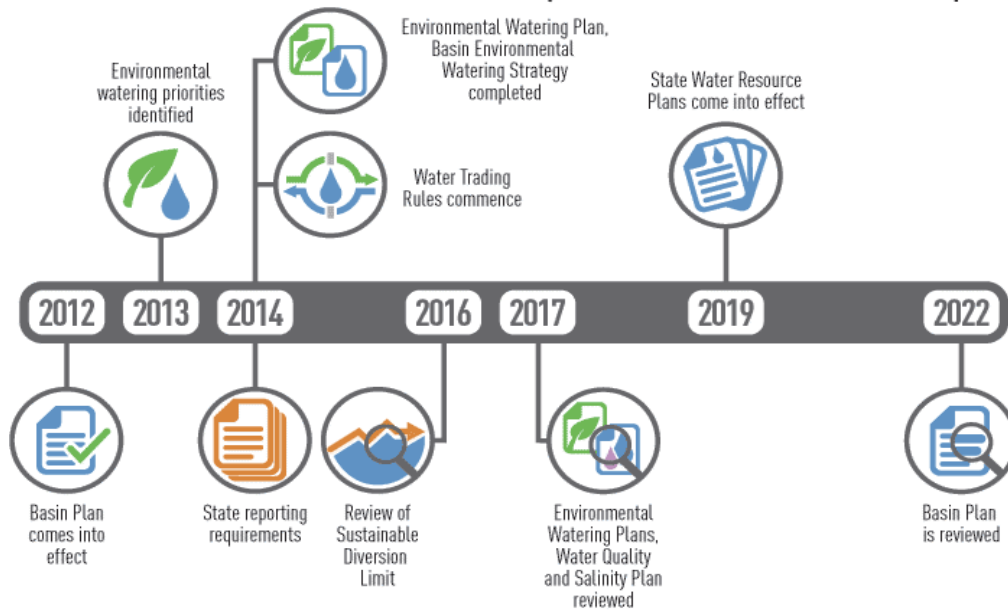 Environmental
watering priorities
identified
Environmental Watering Plan,
Basin Environmental
Watering Strategy
completed
Water Trading
Rules commence
State Water Resource
Plans come into effect
2012
2013
2014
2016
2017
2019
2022
Basin Plan
comes into
effect
State reporting
requirements
Review of
Sustainable
Diversion
Limit
Environmental
Watering Plans,
Water Quality
and Salinity Plan
reviewed
Basin Plan
is reviewed